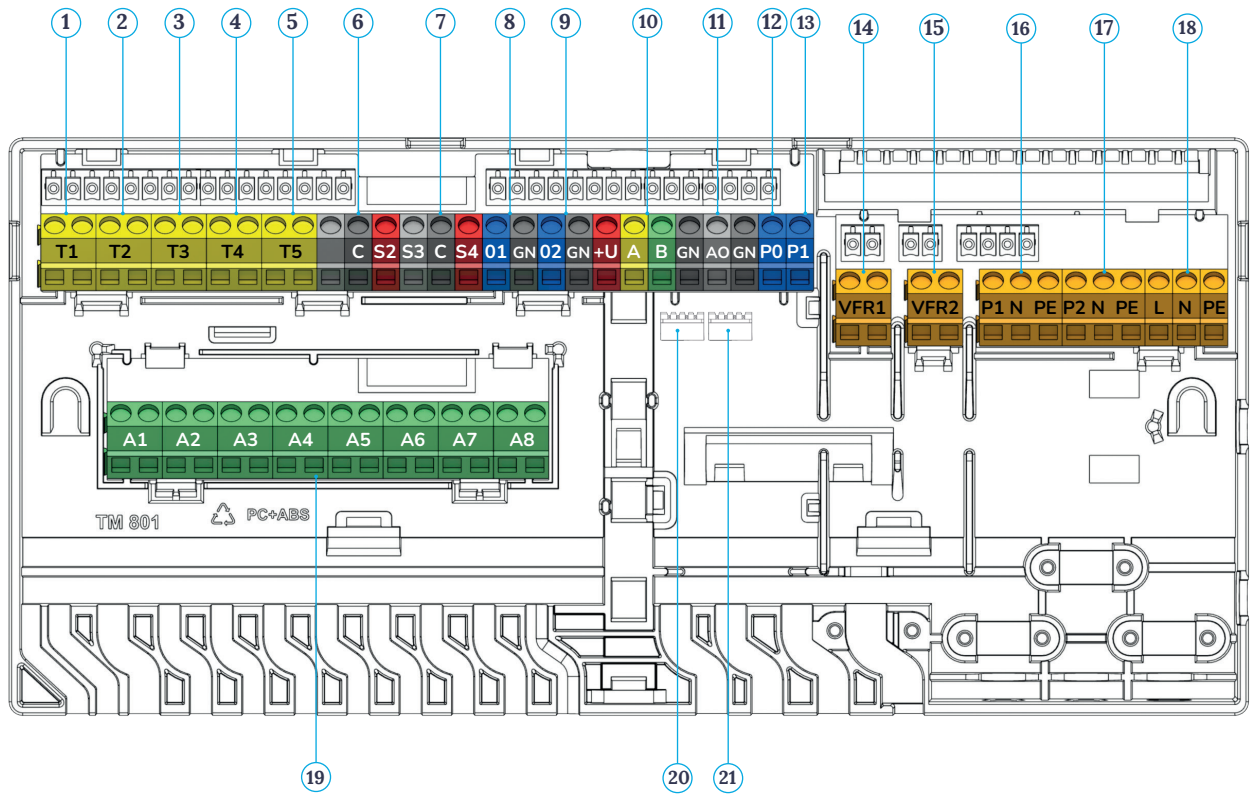 1 2 3 4 5 6 7 8 9 10 11 12 13 14 15 16 17 18
T1 T2 T3 T4 T5 C S2 S3 C S4 01 GN 02 GN +U A B GN AO GN P0 P1
VFR1 VFR2 P1 N PE P2 N PE L N PE
A1 A2 A3 A4 A5 A6 A7 A8
TM 801 PC+ABS
19 20 21